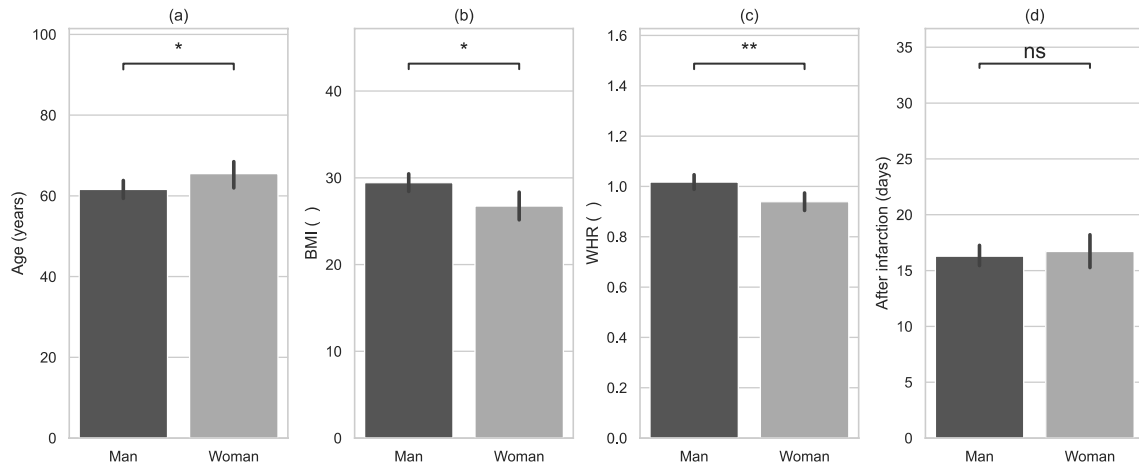 (a)
*
Age (years)
100
80
60
40
20
0
Man Woman
(b)
*
BMI ( )
40
30
20
10
0
Man Woman
(c)
**
WHR ( )
1.6
1.4
1.2
1.0
0.8
0.6
0.4
0.2
0.0
Man Woman
(d)
ns
After infarction (days)
35
30
25
20
15
10
5
0
Man Woman